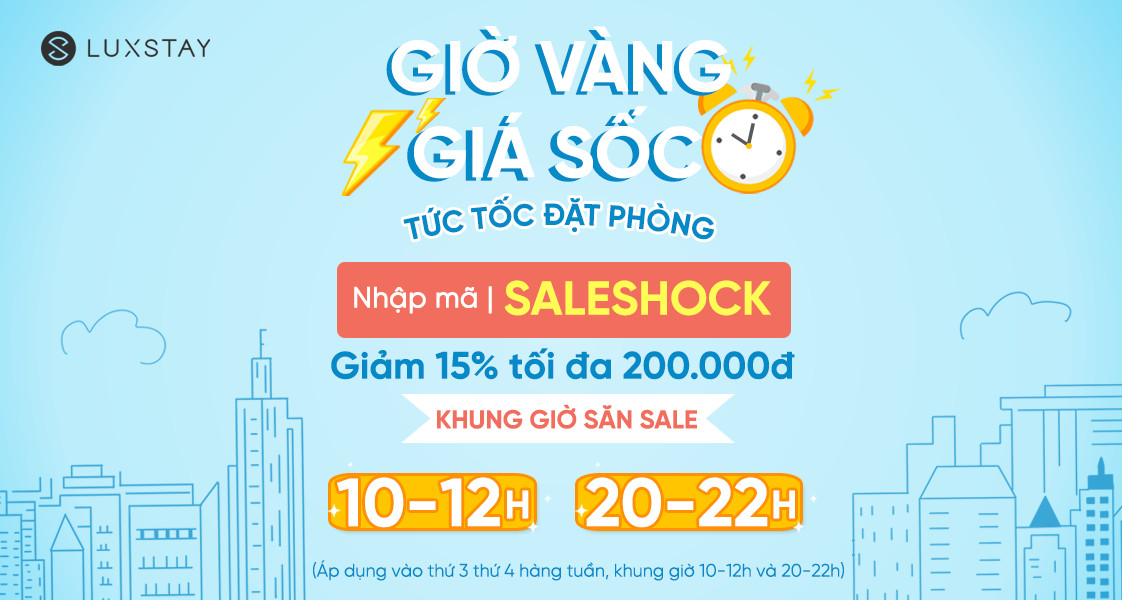 LUXSTAY
GIỜ VÀNG
GIÁ SỐC
TỨC TỐC ĐẶT PHÒNG
Nhập mã | SALESHOCK
Giảm 15% tối đa 200.000đ
KHUNG GIỜ SĂN SALE
10-12H 20-22H
(Áp dụng vào thứ 3 thứ 4 hàng tuần, khung giờ 10-12h và 20-22h)